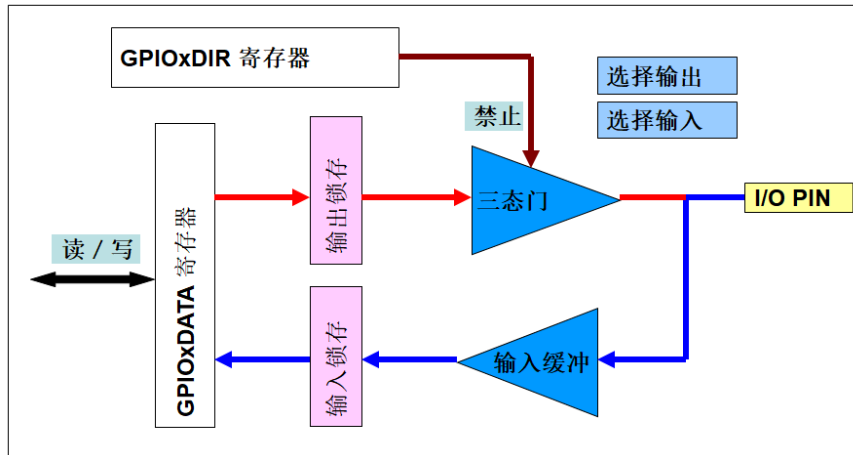 GPIOxDIR 寄存器
选择输出
禁止
选择输入
GPIOxDATA 寄存器
输出锁存
三态门
I/O PIN
读 / 写
输入锁存
输入缓冲